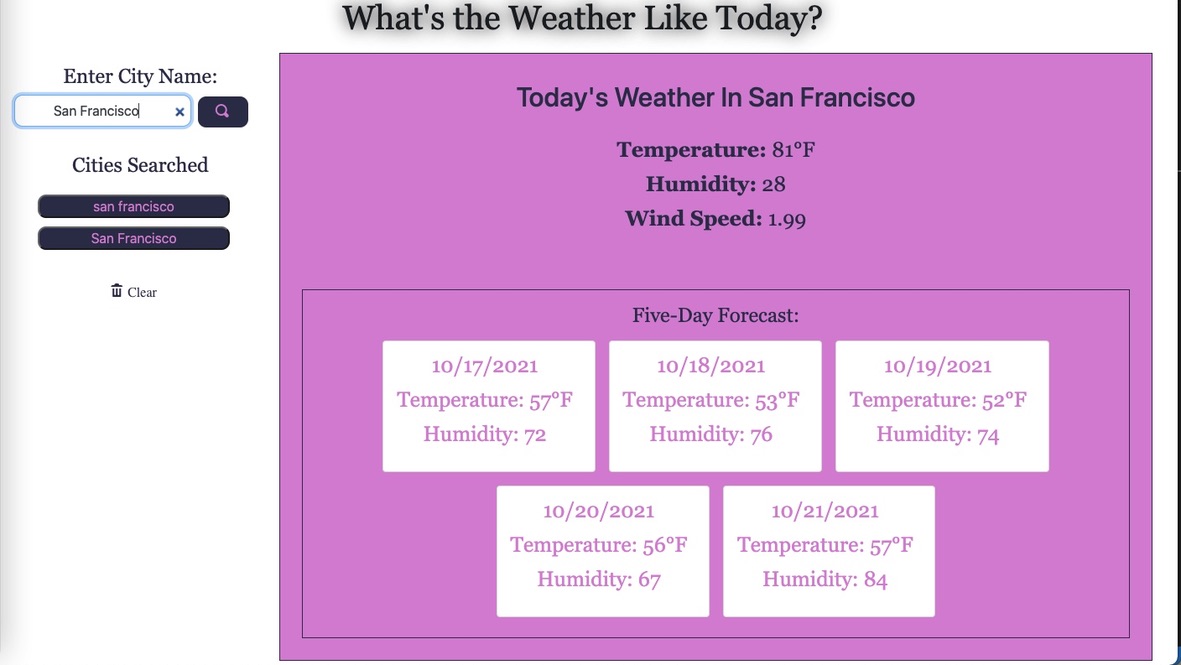 What's the Weather Like Today?
Enter City Name:
San Francisco
Cities Searched
san francisco
San Francisco
Clear
Today's Weather In San Francisco
Temperature: 81°F
Humidity: 28
Wind Speed: 1.99
Five-Day Forecast:
10/17/2021
Temperature: 57°F
Humidity: 72
10/18/2021
Temperature: 53°F
Humidity: 76
10/19/2021
Temperature: 52°F
Humidity: 74
10/20/2021
Temperature: 56°F
Humidity: 67
10/21/2021
Temperature: 57°F
Humidity: 84